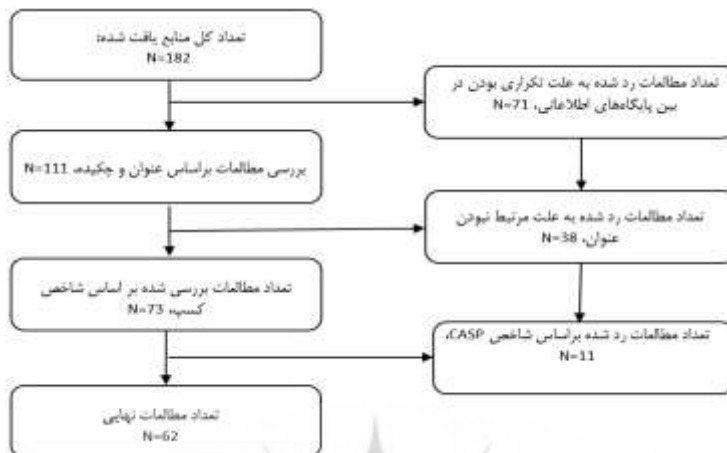 تعداد کل منابع یافت شده:
N=182
تعداد مطالعات رد شده به علت تکراری بودن در
بین پایگاه‌های اطلاعاتی، N=71
بررسی مطالعات براساس عنوان و چکیده، N=111
تعداد مطالعات رد شده به علت مرتبط نبودن
عنوان، N=38
تعداد مطالعات بررسی شده بر اساس شاخص
کسپ، N=73
تعداد مطالعات رد شده براساس شاخص CASP،
N=11
تعداد مطالعات نهایی
N=62